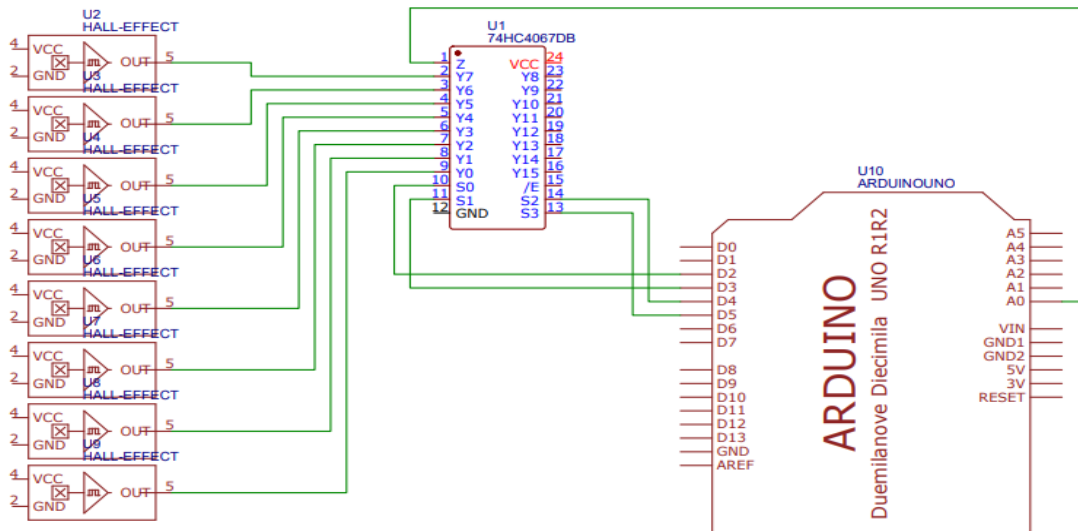 U2
HALL-EFFECT
4 VCC
2 GND
OUT 5
U3
HALL-EFFECT
4 VCC
2 GND
OUT 5
U4
HALL-EFFECT
4 VCC
2 GND
OUT 5
U5
HALL-EFFECT
4 VCC
2 GND
OUT 5
U6
HALL-EFFECT
4 VCC
2 GND
OUT 5
U7
HALL-EFFECT
4 VCC
2 GND
OUT 5
U8
HALL-EFFECT
4 VCC
2 GND
OUT 5
U9
HALL-EFFECT
4 VCC
2 GND
OUT 5
U1
74HC4067DB
1 Z VCC 24
2 Y7 Y8 23
3 Y6 Y9 22
4 Y5 Y10 21
5 Y4 Y11 20
6 Y3 Y12 19
7 Y2 Y13 18
8 Y1 Y14 17
9 Y0 Y15 16
10 S0 /E 15
11 S1 S2 14
12 GND S3 13
U10
ARDUINOUNO
D0
D1
D2
D3
D4
D5
D6
D7
D8
D9
D10
D11
D12
D13
GND
AREF
ARDUINO
Duemilanove Diecimila UNO R1R2
A5
A4
A3
A2
A1
A0
VIN
GND1
GND2
5V
3V
RESET